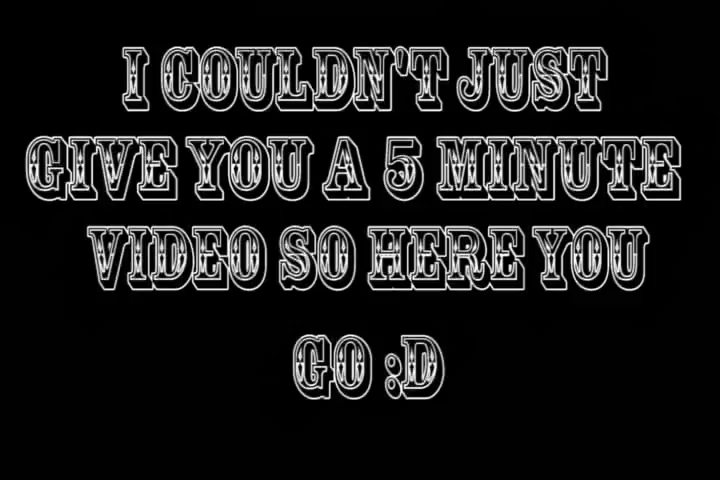 I COULDN'T JUST
GIVE YOU A 5 MINUTE
VIDEO SO HERE YOU
GO :D